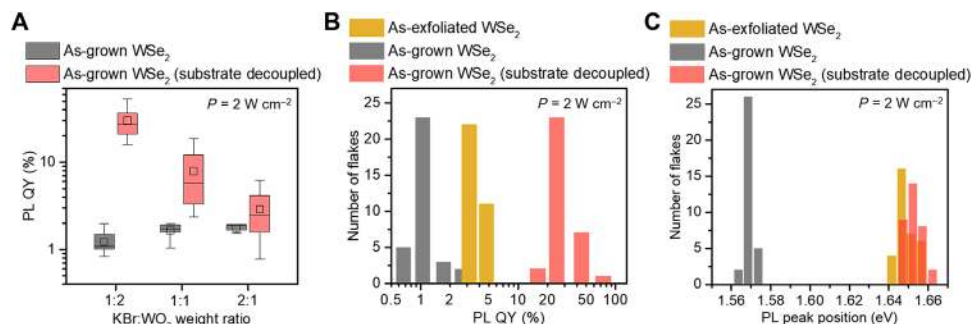 A
As-grown WSe₂
As-grown WSe₂ (substrate decoupled)
P = 2 W cm⁻²
PL QY (%)
10
1
1:2
1:1
2:1
KBr:WO₃ weight ratio
B
As-exfoliated WSe₂
As-grown WSe₂
As-grown WSe₂ (substrate decoupled)
P = 2 W cm⁻²
Number of flakes
25
20
15
10
5
0
0.5
1
2
5
10
20
50
100
PL QY (%)
C
As-exfoliated WSe₂
As-grown WSe₂
As-grown WSe₂ (substrate decoupled)
P = 2 W cm⁻²
Number of flakes
25
20
15
10
5
0
1.56
1.58
1.60
1.62
1.64
1.66
PL peak position (eV)